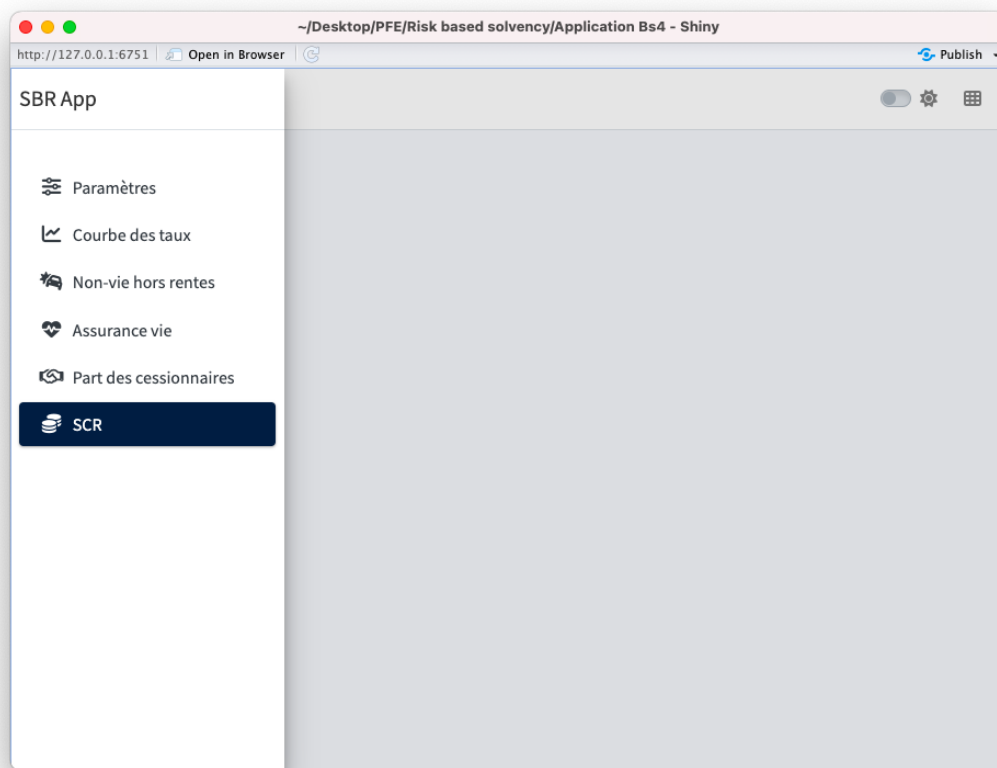 ~/Desktop/PFE/Risk based solvency/Application Bs4 - Shiny
http://127.0.0.1:6751 Open in Browser Publish
SBR App
Paramètres
Courbe des taux
Non-vie hors rentes
Assurance vie
Part des cessionnaires
SCR